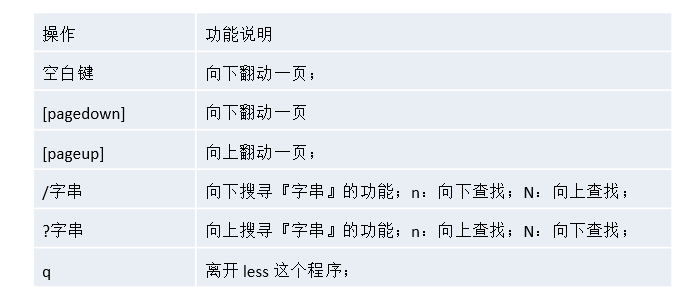 操作 功能说明
空白键 向下翻动一页；
[pagedown] 向下翻动一页
[pageup] 向上翻动一页；
/字串 向下搜寻『字串』的功能；n：向下查找；N：向上查找；
?字串 向上搜寻『字串』的功能；n：向上查找；N：向下查找；
q 离开 less 这个程序；